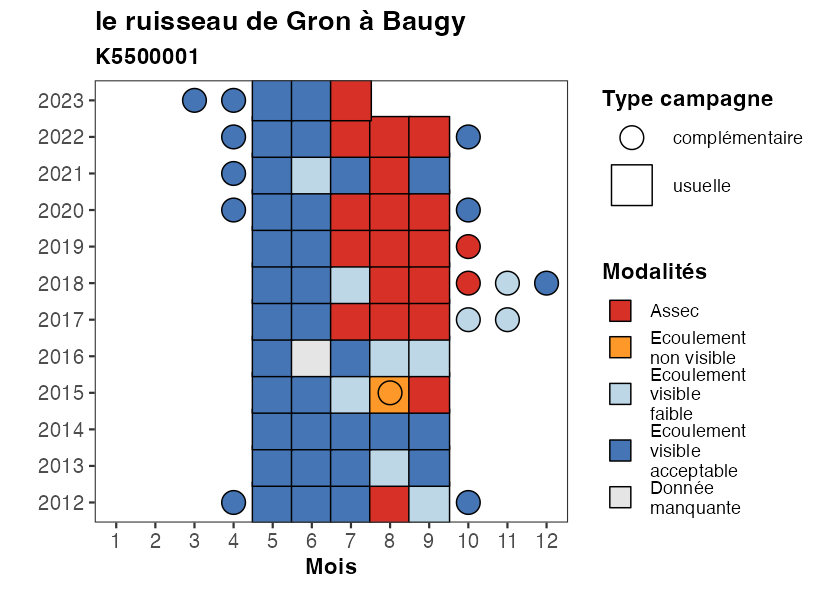 le ruisseau de Gron à Baugy
K5500001
2023
2022
2021
2020
2019
2018
2017
2016
2015
2014
2013
2012
1 2 3 4 5 6 7 8 9 10 11 12
Mois
Type campagne
complémentaire
usuelle
Modalités
Assec
Ecoulement
non visible
Ecoulement
visible
faible
Ecoulement
visible
acceptable
Donnée
manquante